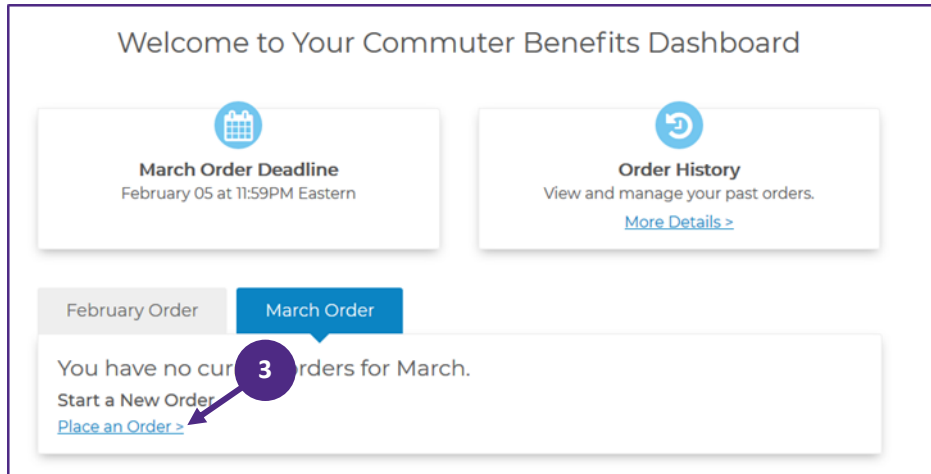 Welcome to Your Commuter Benefits Dashboard
March Order Deadline
February 05 at 11:59PM Eastern
Order History
View and manage your past orders.
More Details >
February Order
March Order
You have no cur 3 orders for March.
Start a New Order
Place an Order >